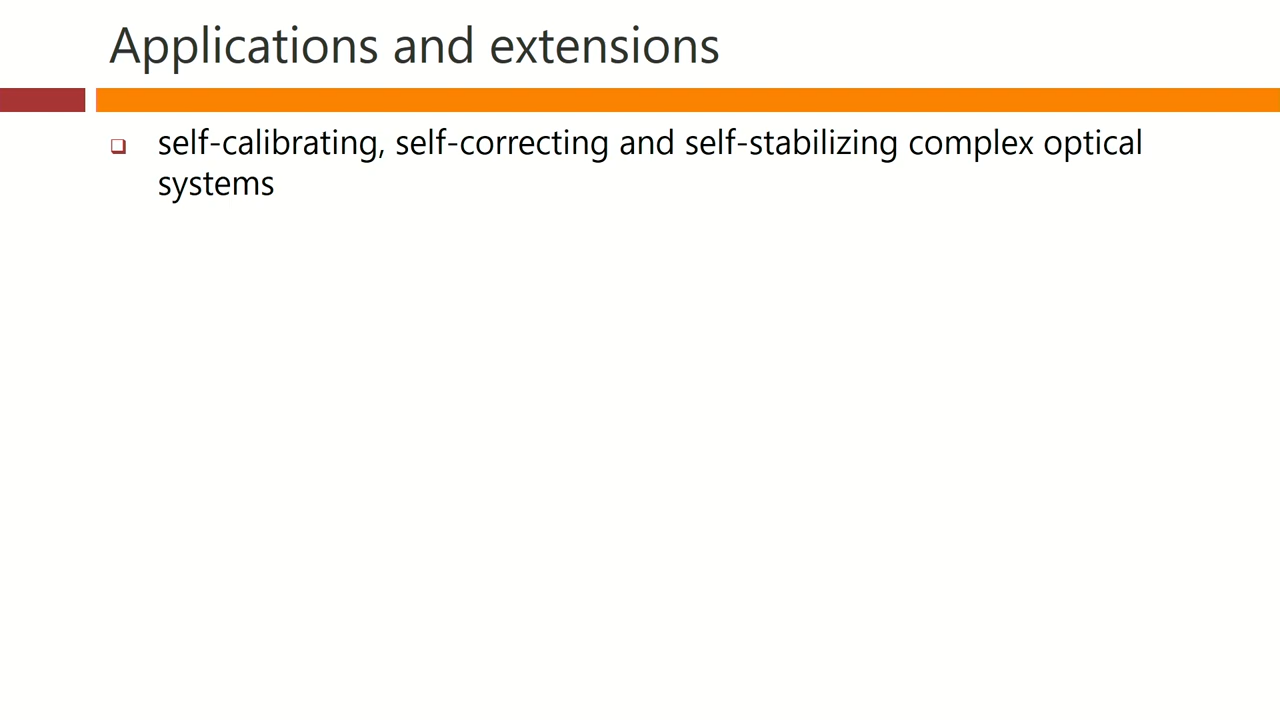 Applications and extensions
self-calibrating, self-correcting and self-stabilizing complex optical
systems